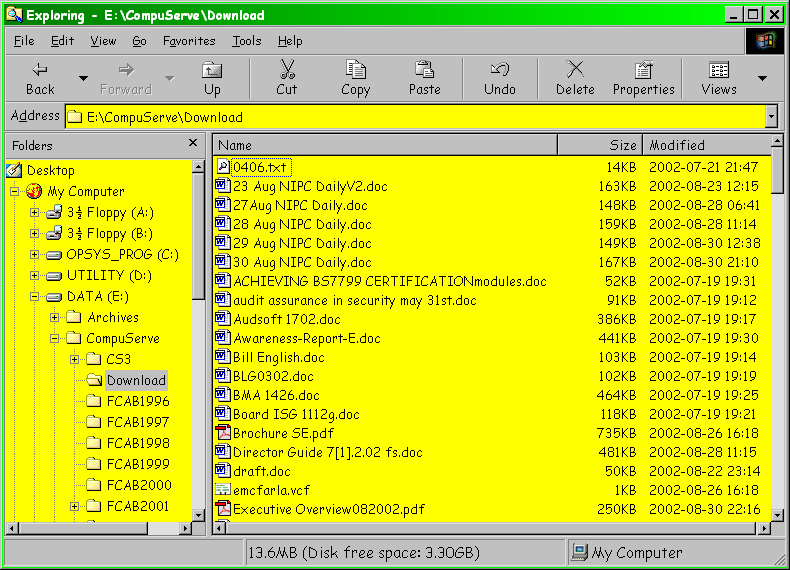 Exploring - E:\CompuServe\Download
File Edit View Go Favorites Tools Help
Back Forward Up Cut Copy Paste Undo Delete Properties Views
Address E:\CompuServe\Download
Folders
Desktop
My Computer
3½ Floppy (A:)
3½ Floppy (B:)
OPSYS_PROG (C:)
UTILITY (D:)
DATA (E:)
Archives
CompuServe
CS3
Download
FCAB1996
FCAB1997
FCAB1998
FCAB1999
FCAB2000
FCAB2001
Name Size Modified
0406.txt 14KB 2002-07-21 21:47
23 Aug NIPC DailyV2.doc 163KB 2002-08-23 12:15
27Aug NIPC Daily.doc 148KB 2002-08-28 06:41
28 Aug NIPC Daily.doc 159KB 2002-08-28 11:14
29 Aug NIPC Daily.doc 149KB 2002-08-30 12:38
30 Aug NIPC Daily.doc 167KB 2002-08-30 21:10
ACHIEVING BS7799 CERTIFICATIONmodules.doc 52KB 2002-07-19 19:31
audit assurance in security may 31st.doc 91KB 2002-07-19 19:12
Audsoft 1702.doc 386KB 2002-07-19 19:17
Awareness-Report-E.doc 441KB 2002-07-19 19:30
Bill English.doc 103KB 2002-07-19 19:14
BLG0302.doc 102KB 2002-07-19 19:19
BMA 1426.doc 464KB 2002-07-19 19:25
Board ISG 1112g.doc 118KB 2002-07-19 19:21
Brochure SE.pdf 735KB 2002-08-26 16:18
Director Guide 7[1].2.02 fs.doc 481KB 2002-08-28 11:15
draft.doc 50KB 2002-08-22 23:14
emcfarla.vcf 1KB 2002-08-26 16:18
Executive Overview082002.pdf 250KB 2002-08-30 22:16
13.6MB (Disk free space: 3.30GB) My Computer